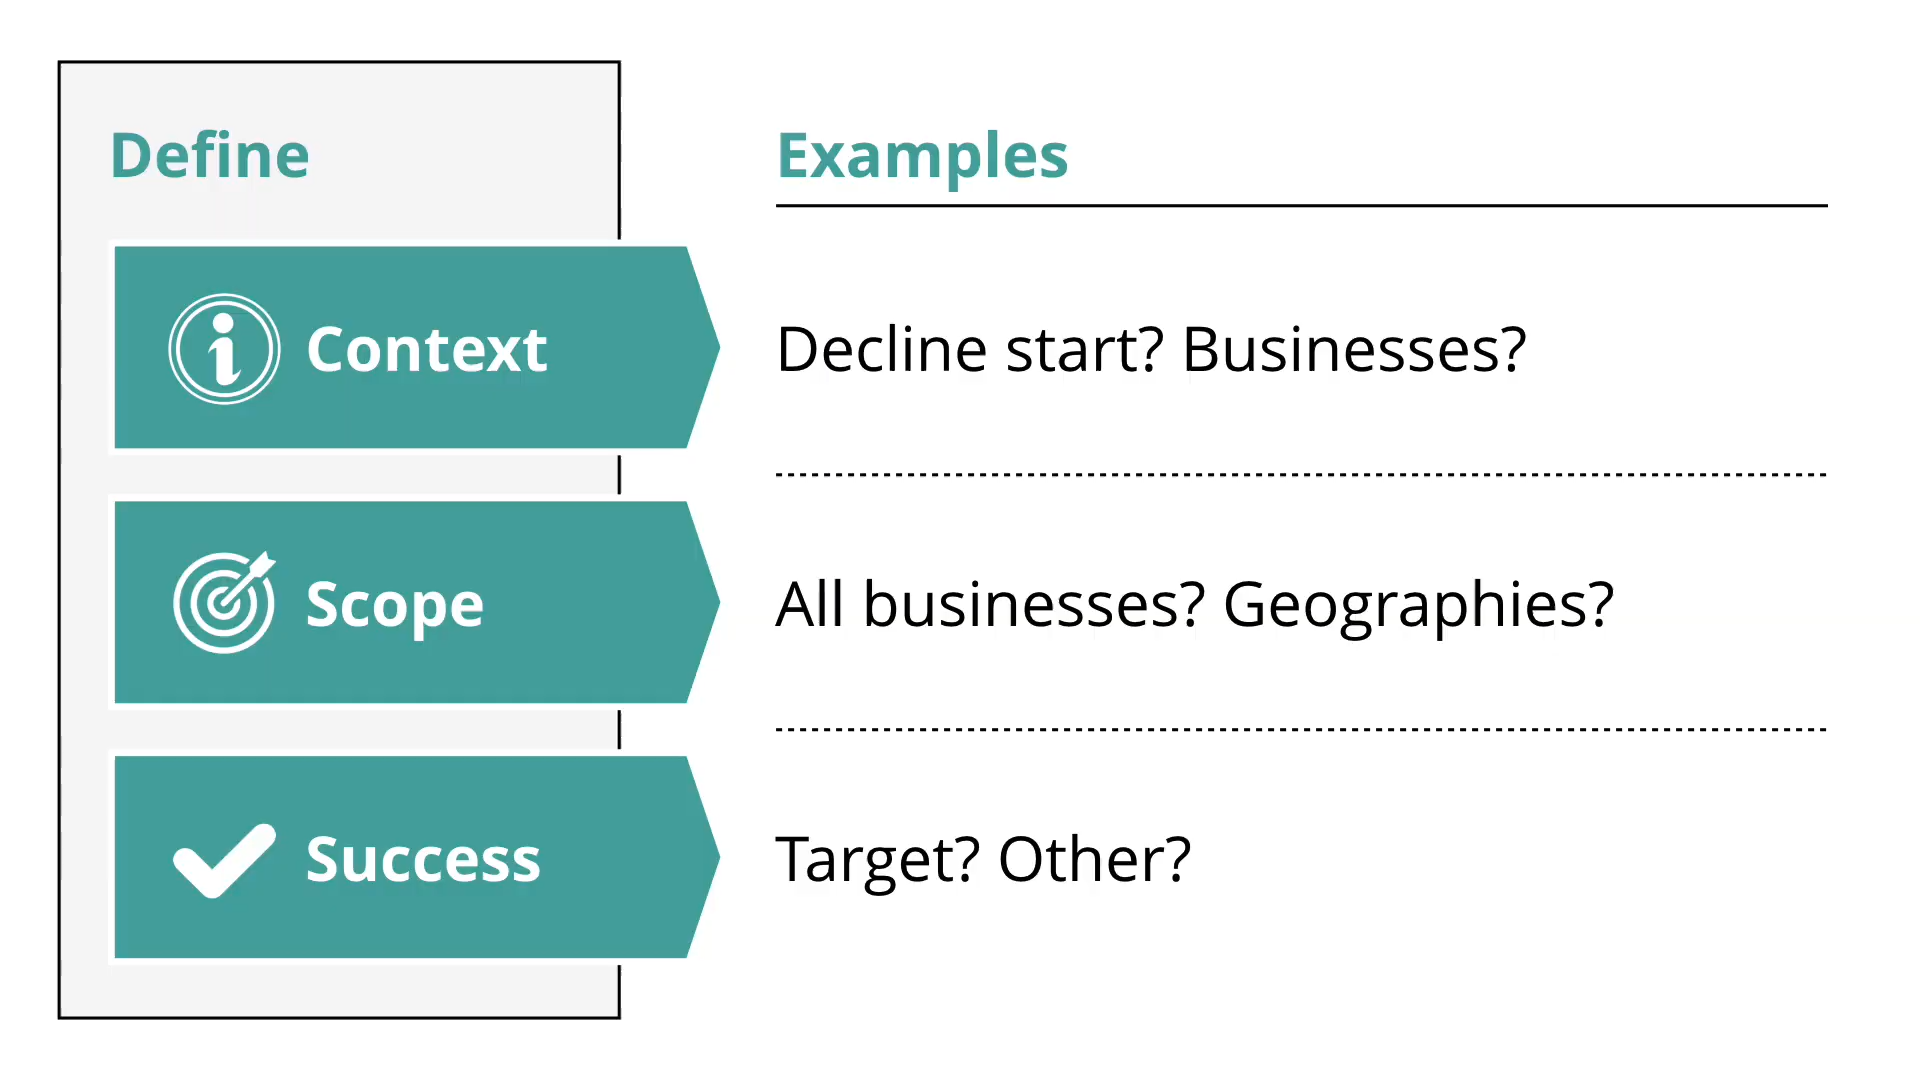 Define
Examples
Context
Decline start? Businesses?
Scope
All businesses? Geographies?
Success
Target? Other?